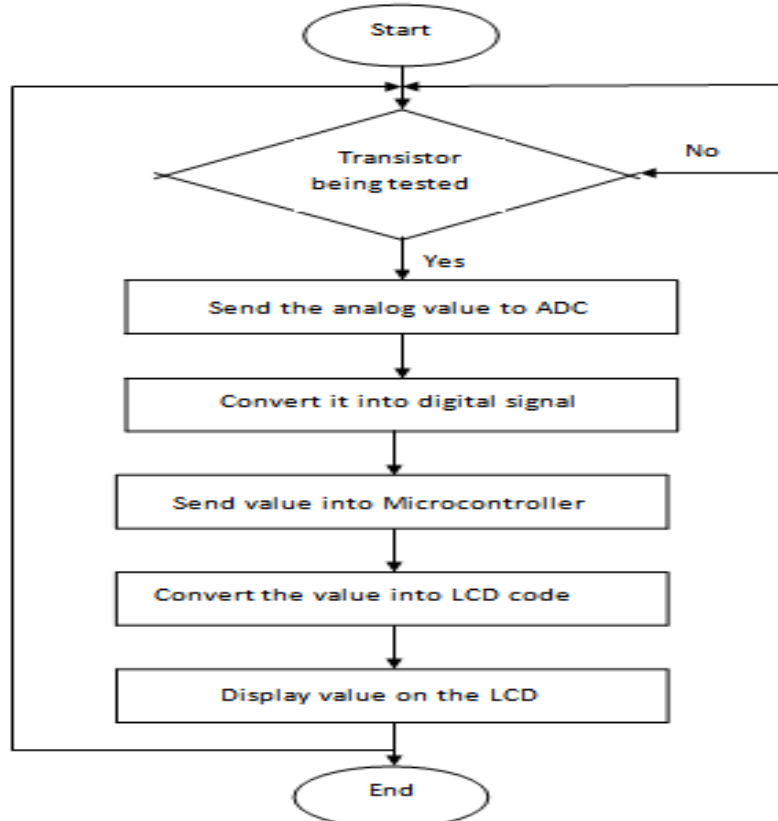 Start
Transistor
being tested
No
Yes
Send the analog value to ADC
Convert it into digital signal
Send value into Microcontroller
Convert the value into LCD code
Display value on the LCD
End